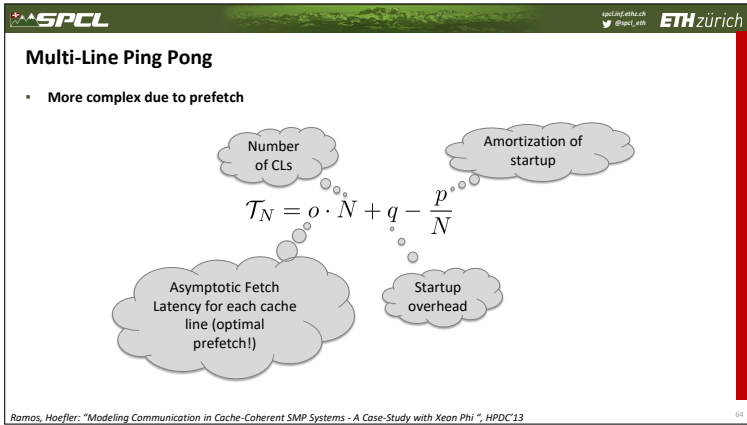 SPCL
spcl.inf.ethz.ch
@spcl_eth
ETH zürich
Multi-Line Ping Pong
▪ More complex due to prefetch
Number
of CLs
Amortization of
startup
𝒯_N = o · N + q − p/N
Asymptotic Fetch
Latency for each cache
line (optimal
prefetch!)
Startup
overhead
Ramos, Hoefler: "Modeling Communication in Cache-Coherent SMP Systems - A Case-Study with Xeon Phi ", HPDC'13
64